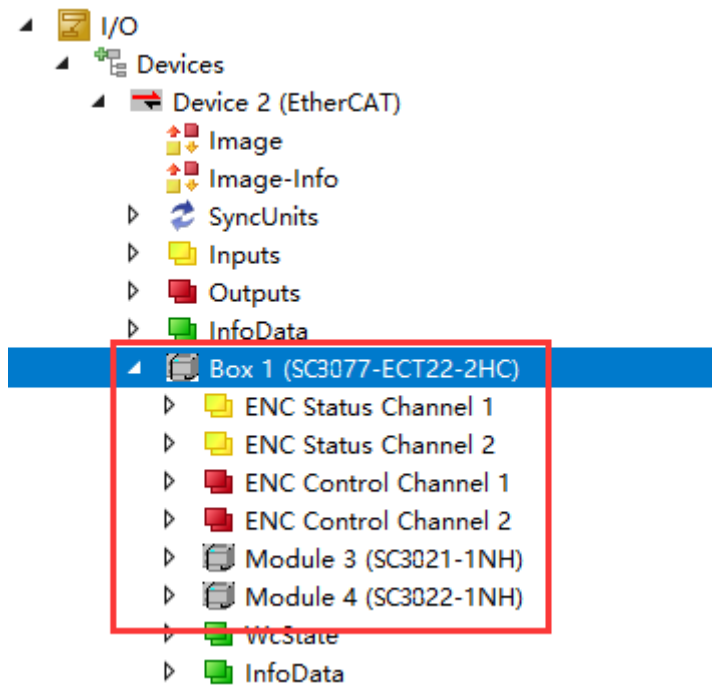 I/O
Devices
Device 2 (EtherCAT)
Image
Image-Info
SyncUnits
Inputs
Outputs
InfoData
Box 1 (SC3077-ECT22-2HC)
ENC Status Channel 1
ENC Status Channel 2
ENC Control Channel 1
ENC Control Channel 2
Module 3 (SC3021-1NH)
Module 4 (SC3022-1NH)
WcState
InfoData